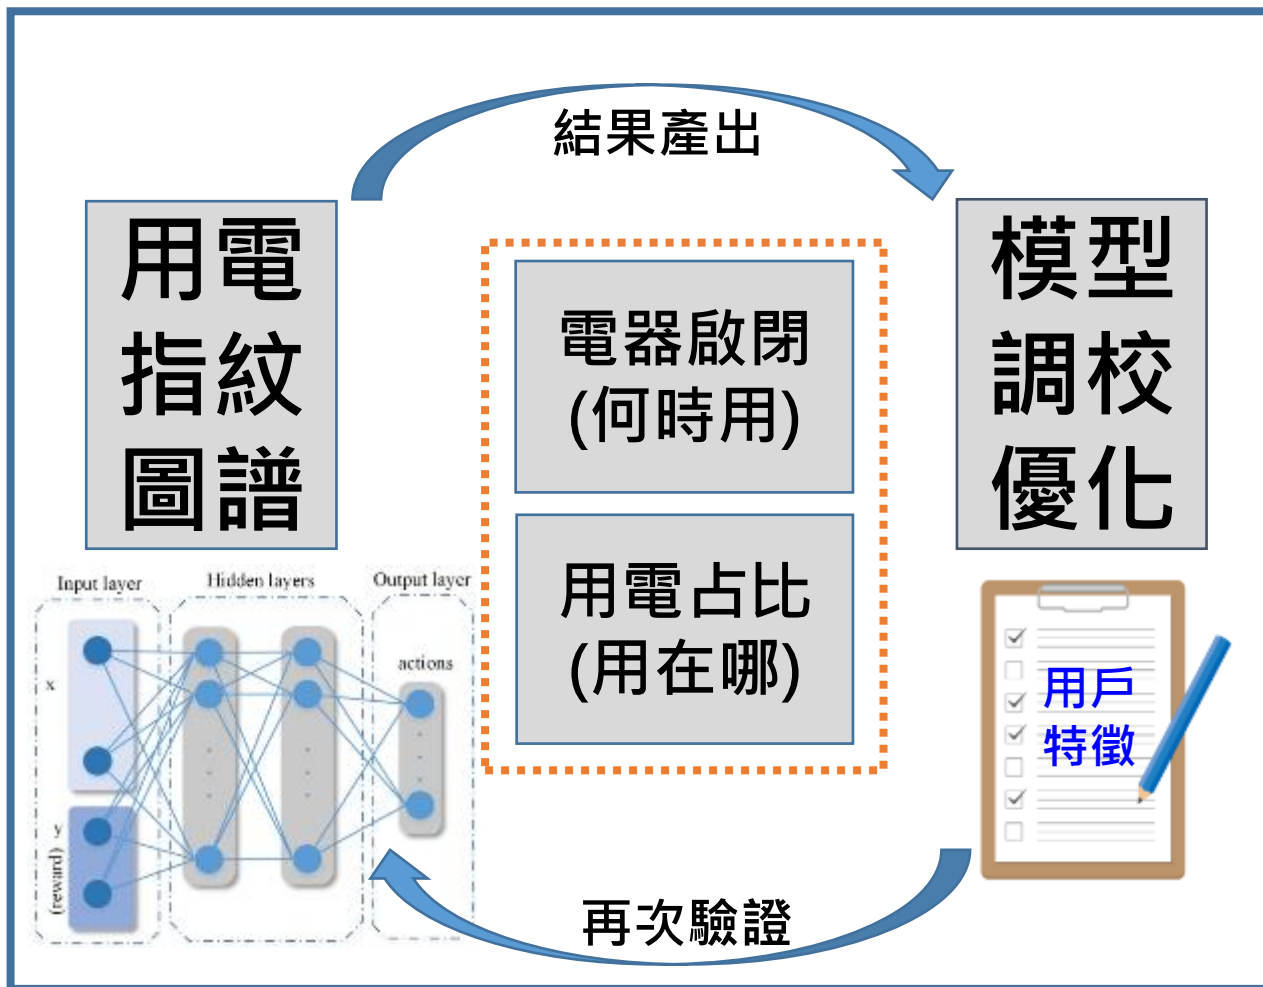 結果產出
用電
指紋
圖譜
電器啟閉
(何時用)
用電占比
(用在哪)
模型
調校
優化
Input layer
Hidden layers
Output layer
actions
x
y
(reward)
用戶
特徵
再次驗證